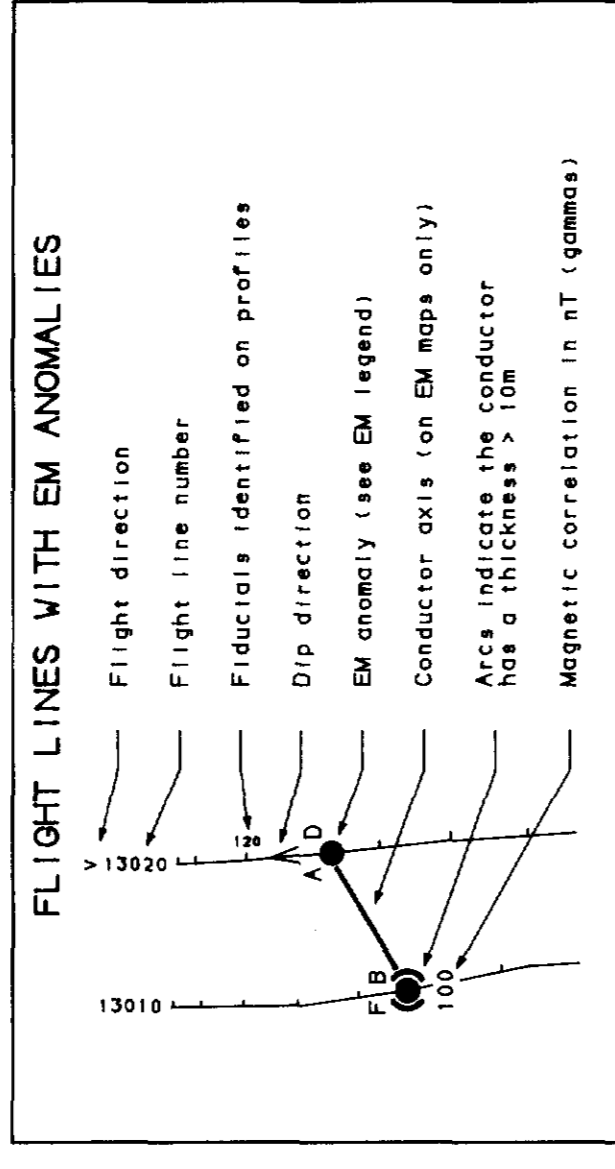 FLIGHT LINES WITH EM ANOMALIES
Flight direction
Flight line number
Fiducials identified on profiles
Dip direction
EM anomaly (see EM legend)
Conductor axis (on EM maps only)
Arcs indicate the conductor
has a thickness > 10m
Magnetic correlation in nT (gammas)
13010
> 13020
120
A D
F B
100